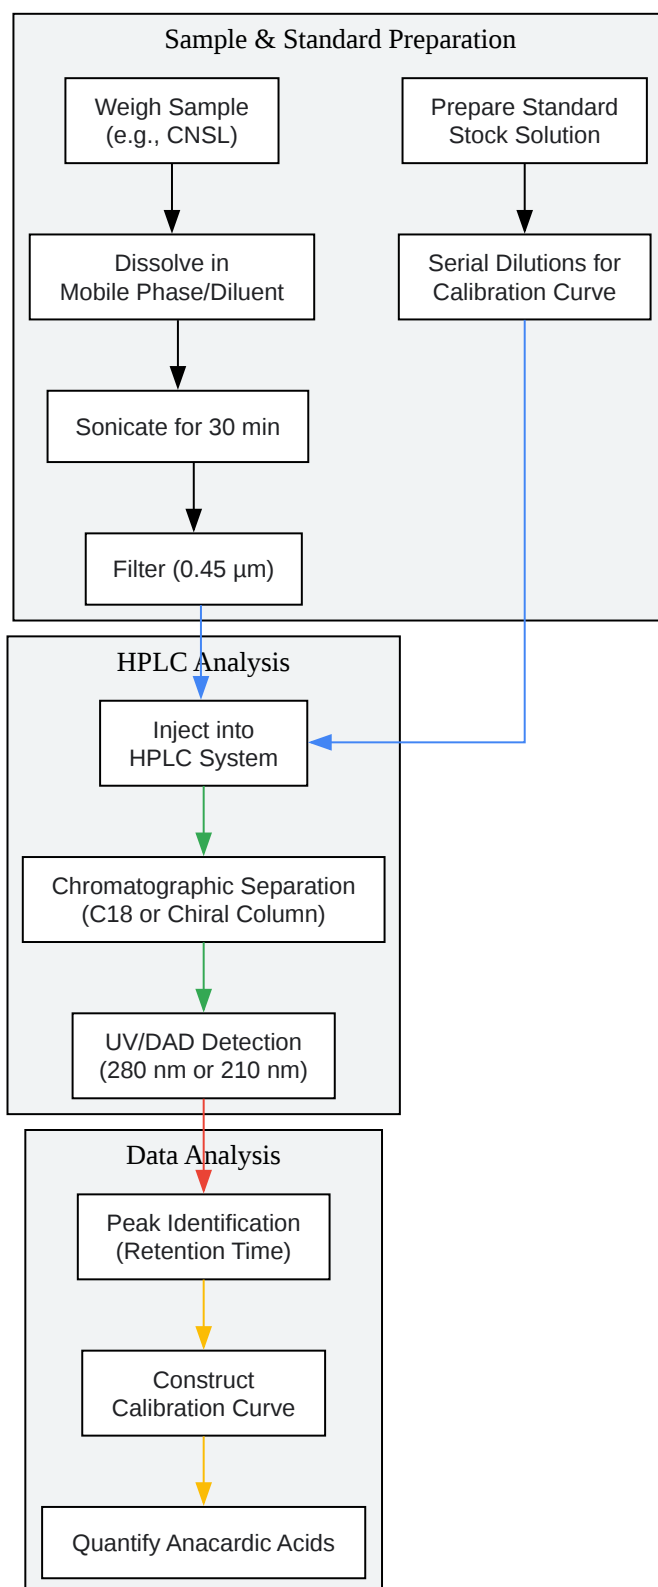 Sample & Standard Preparation
Weigh Sample
(e.g., CNSL)
Prepare Standard
Stock Solution
Dissolve in
Mobile Phase/Diluent
Serial Dilutions for
Calibration Curve
Sonicate for 30 min
Filter (0.45 µm)
HPLC Analysis
Inject into
HPLC System
Chromatographic Separation
(C18 or Chiral Column)
UV/DAD Detection
(280 nm or 210 nm)
Data Analysis
Peak Identification
(Retention Time)
Construct
Calibration Curve
Quantify Anacardic Acids